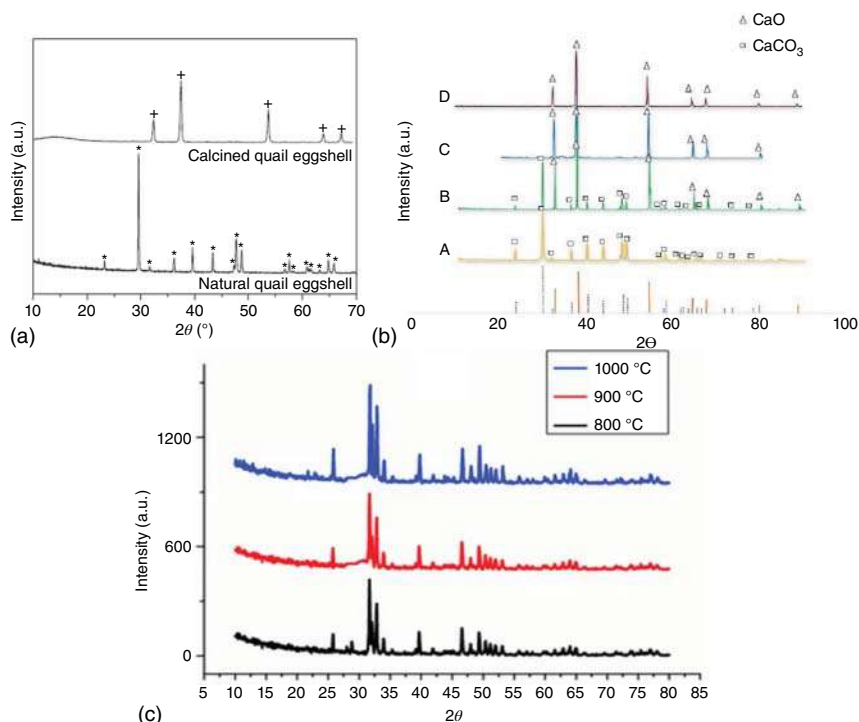 Intensity (a.u.)
+
+
+
+ +
Calcined quail eggshell
*
* * * * * * * * * * * * * * *
Natural quail eggshell
10 20 30 40 50 60 70
2θ (°)
(a)
△ CaO
□ CaCO3
Intensity (a.u.)
D
C
B
A
0 20 40 60 80 100
2Θ
(b)
1000 °C
900 °C
800 °C
Intensity (a.u.)
1200
600
0
5 10 15 20 25 30 35 40 45 50 55 60 65 70 75 80 85
2θ
(c)